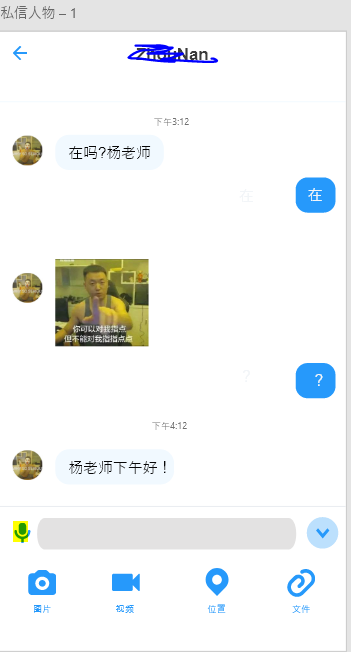 私信人物 – 1
ZhouNan
下午3:12
在吗?杨老师
在
在
你可以对我指点
但不能对我指指点点
?
?
下午4:12
杨老师下午好！
图片
视频
位置
文件